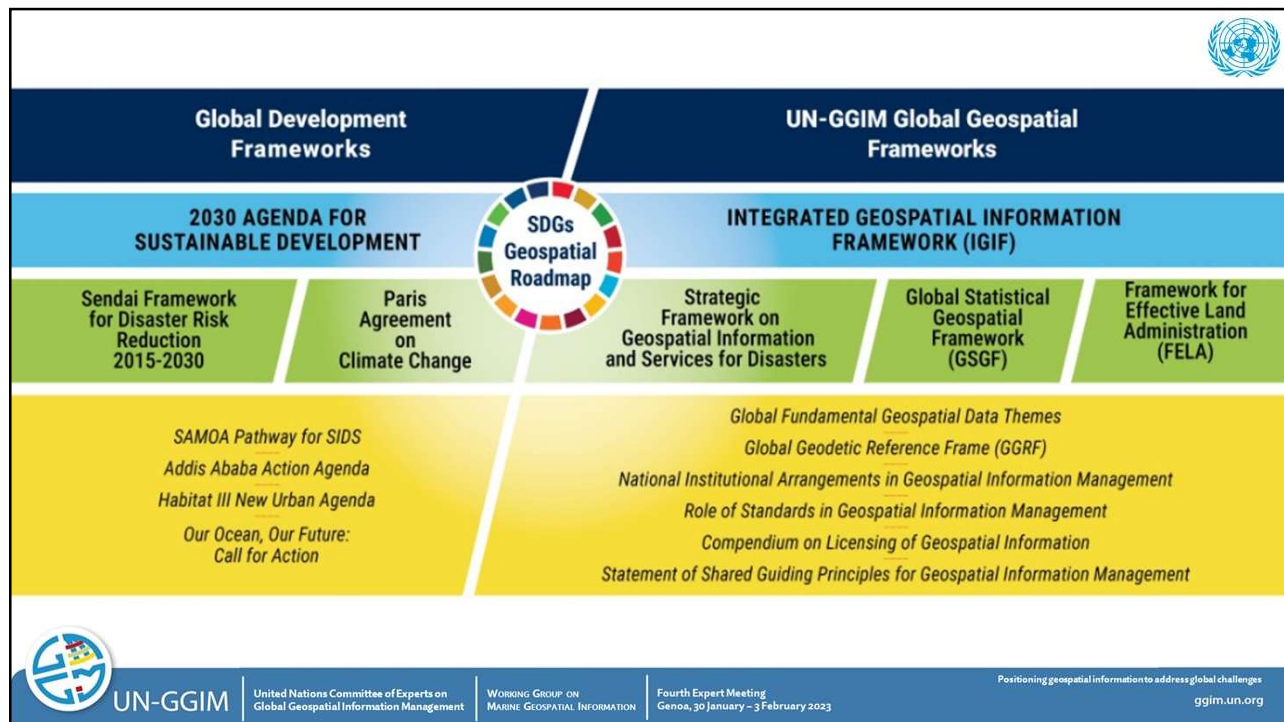 Global Development
Frameworks
UN-GGIM Global Geospatial
Frameworks
2030 AGENDA FOR
SUSTAINABLE DEVELOPMENT
SDGs
Geospatial
Roadmap
INTEGRATED GEOSPATIAL INFORMATION
FRAMEWORK (IGIF)
Sendai Framework
for Disaster Risk
Reduction
2015-2030
Paris
Agreement
on
Climate Change
Strategic
Framework on
Geospatial Information
and Services for Disasters
Global Statistical
Geospatial
Framework
(GSGF)
Framework for
Effective Land
Administration
(FELA)
SAMOA Pathway for SIDS
Addis Ababa Action Agenda
Habitat III New Urban Agenda
Our Ocean, Our Future:
Call for Action
Global Fundamental Geospatial Data Themes
Global Geodetic Reference Frame (GGRF)
National Institutional Arrangements in Geospatial Information Management
Role of Standards in Geospatial Information Management
Compendium on Licensing of Geospatial Information
Statement of Shared Guiding Principles for Geospatial Information Management
UN-GGIM
United Nations Committee of Experts on
Global Geospatial Information Management
WORKING GROUP ON
MARINE GEOSPATIAL INFORMATION
Fourth Expert Meeting
Genoa, 30 January – 3 February 2023
Positioning geospatial information to address global challenges
ggim.un.org